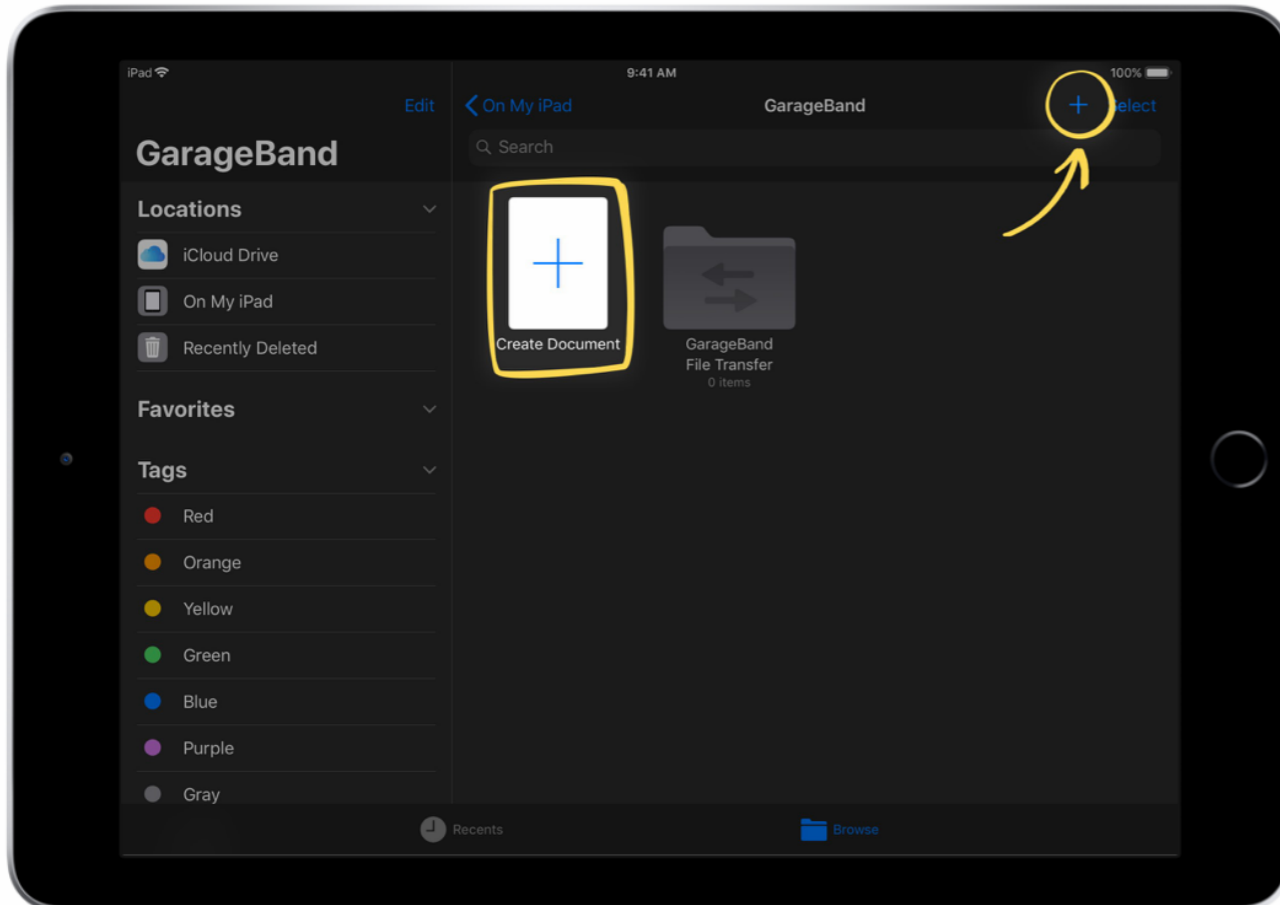 iPad 9:41 AM 100%
Edit On My iPad GarageBand Select
GarageBand
Search
Locations
iCloud Drive
On My iPad
Recently Deleted
Favorites
Tags
Red
Orange
Yellow
Green
Blue
Purple
Gray
Create Document
GarageBand
File Transfer
0 items
Recents Browse